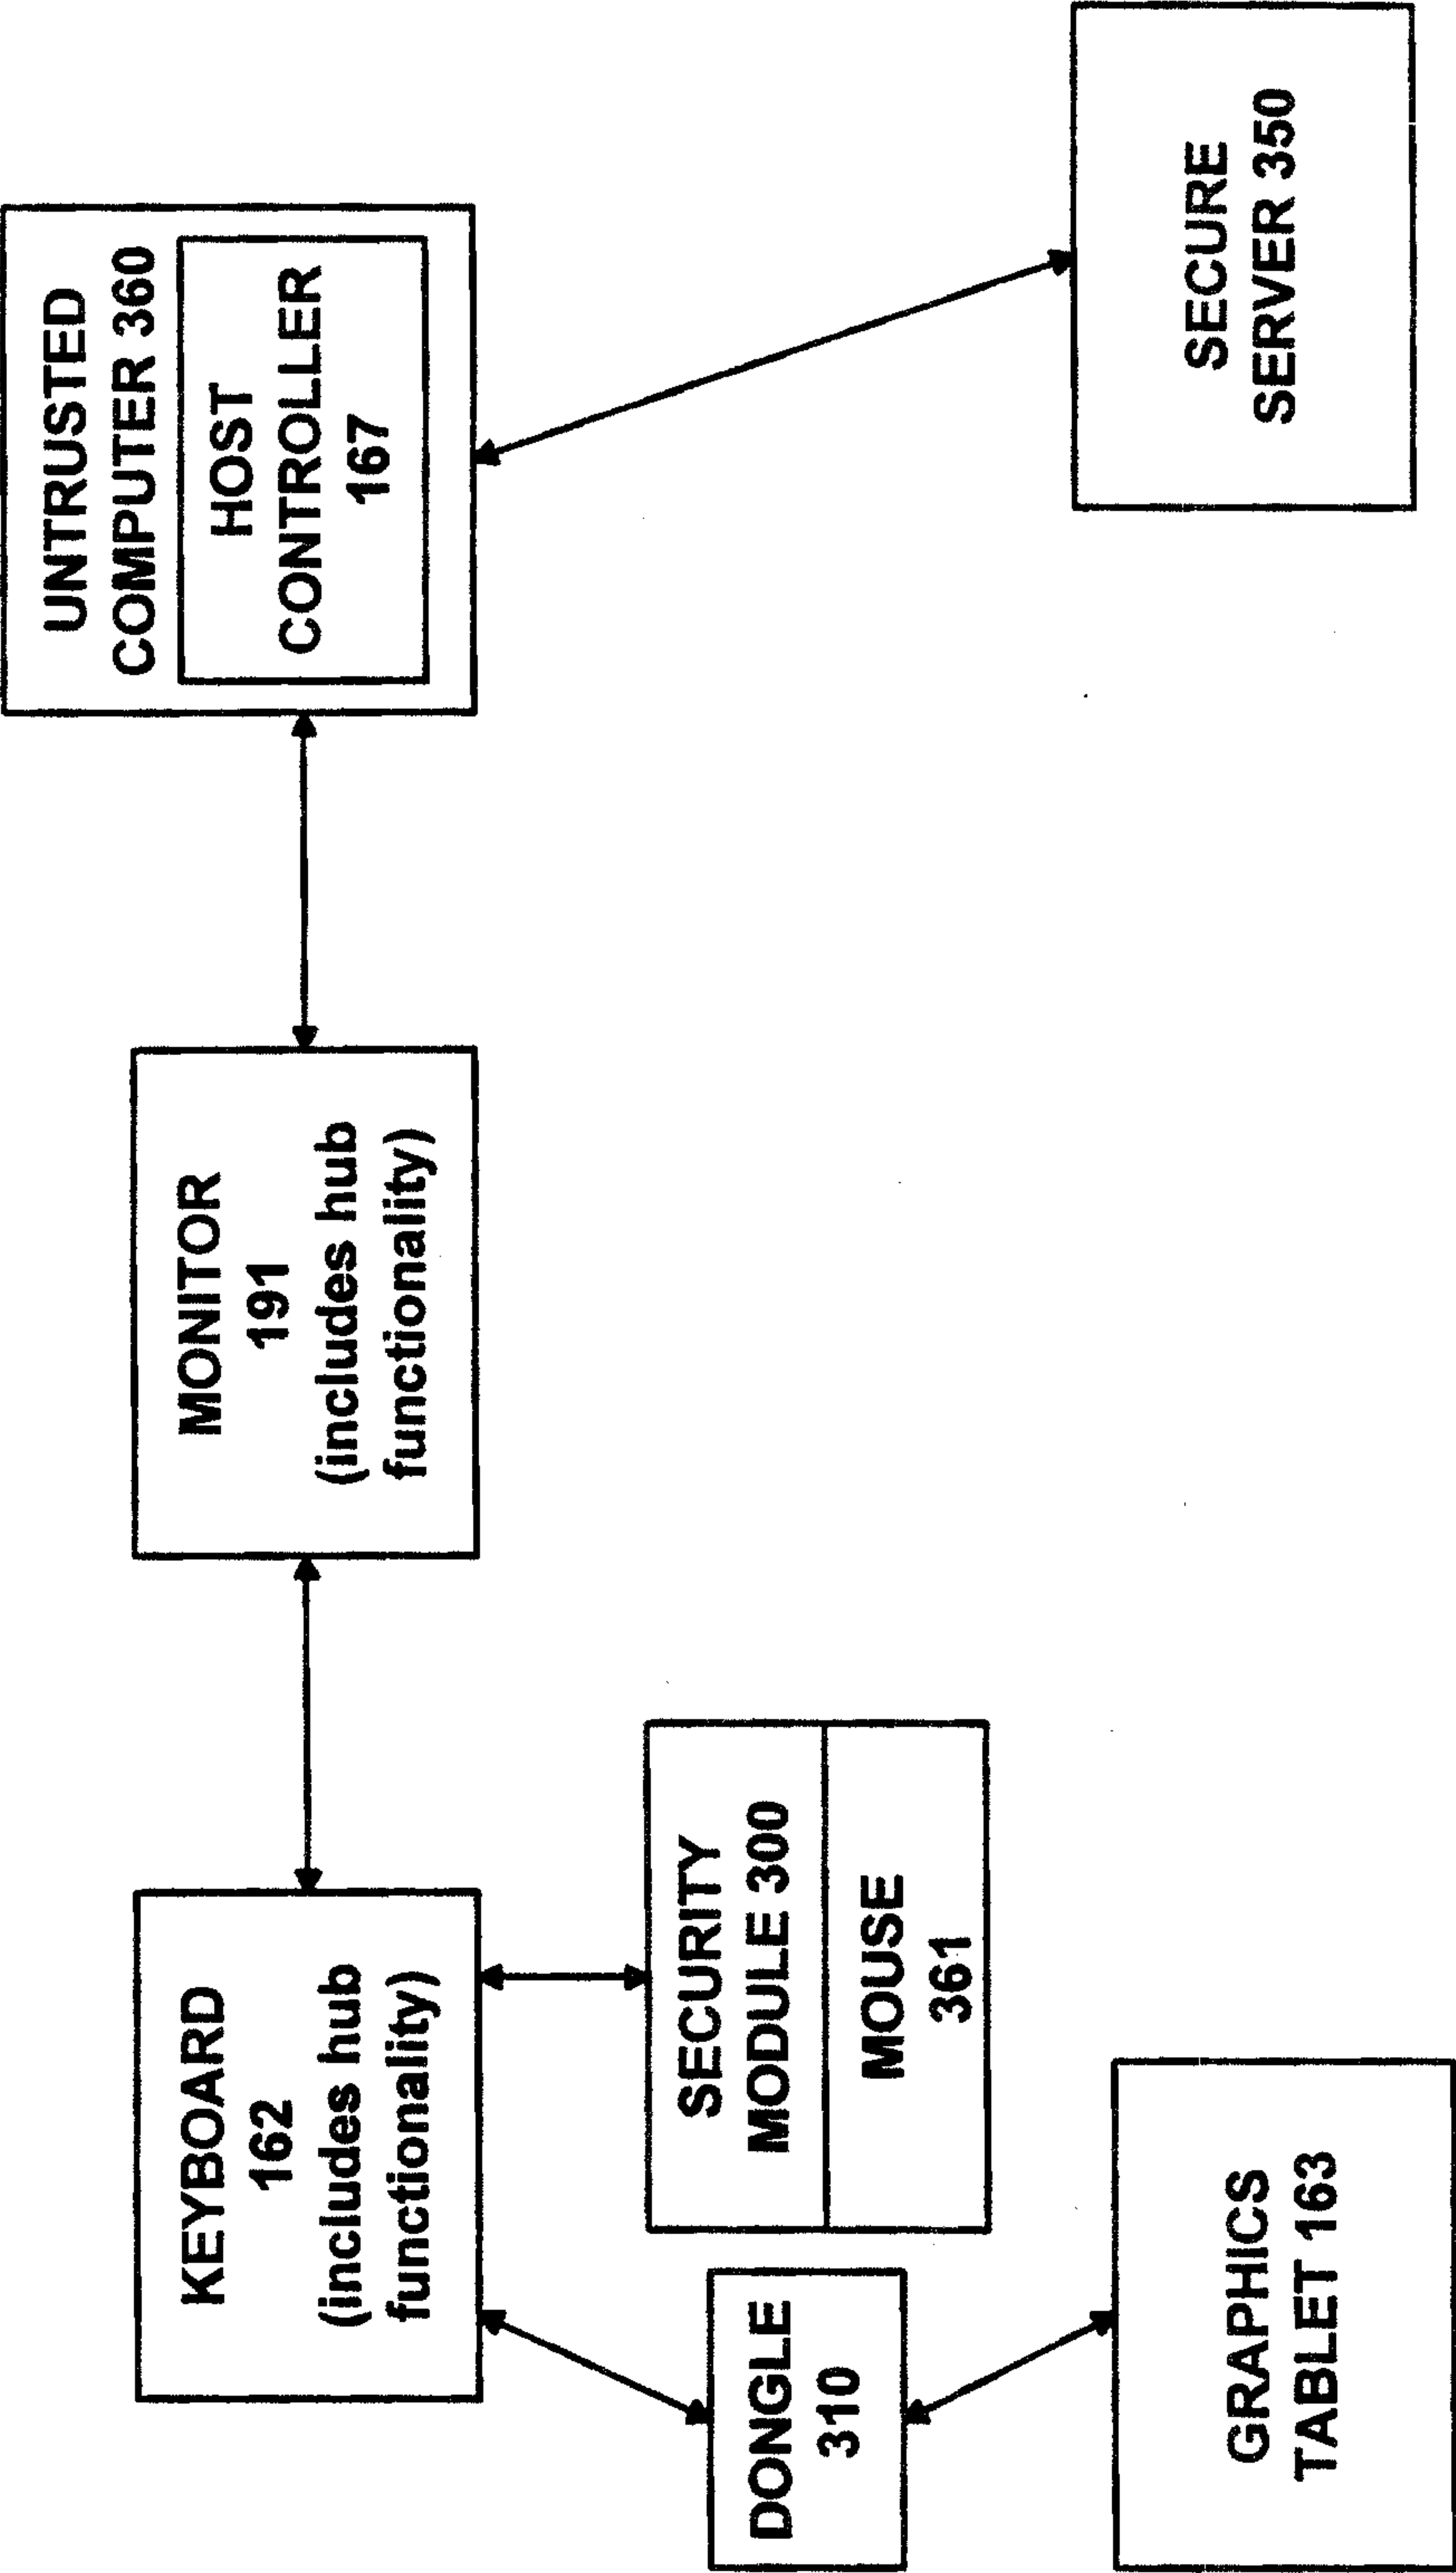 KEYBOARD
162
(includes hub
functionality)
MONITOR
191
(includes hub
functionality)
UNTRUSTED
COMPUTER 360
HOST
CONTROLLER
167
SECURITY
MODULE 300
MOUSE
361
DONGLE
310
GRAPHICS
TABLET 163
SECURE
SERVER 350